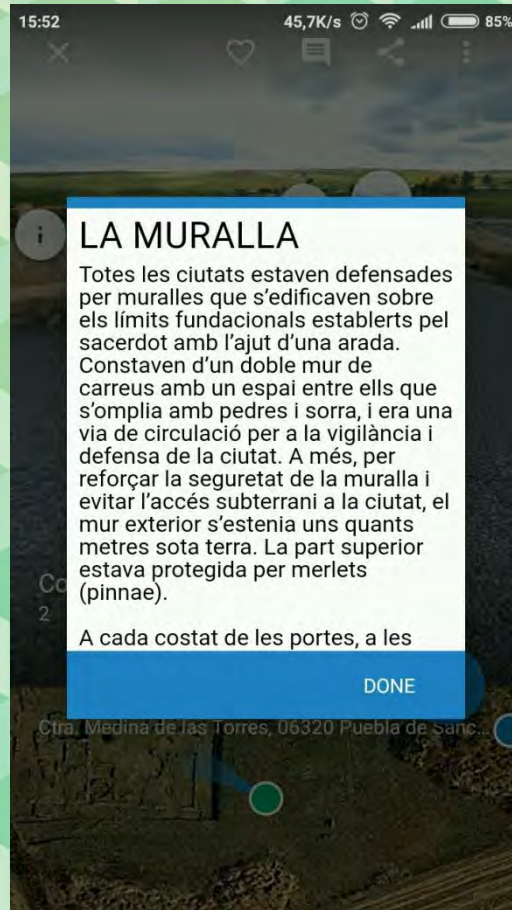 15:52
45,7K/s
85%
LA MURALLA
Totes les ciutats estaven defensades
per muralles que s'edificaven sobre
els límits fundacionals establerts pel
sacerdot amb l'ajut d'una arada.
Constaven d'un doble mur de
carreus amb un espai entre ells que
s'omplia amb pedres i sorra, i era una
via de circulació per a la vigilància i
defensa de la ciutat. A més, per
reforçar la seguretat de la muralla i
evitar l'accés subterrani a la ciutat, el
mur exterior s'estenia uns quants
metres sota terra. La part superior
estava protegida per merlets
(pinnae).
Co
2
A cada costat de les portes, a les
DONE
Ctra. Medina de las Torres, 06320 Puebla de Sanc...